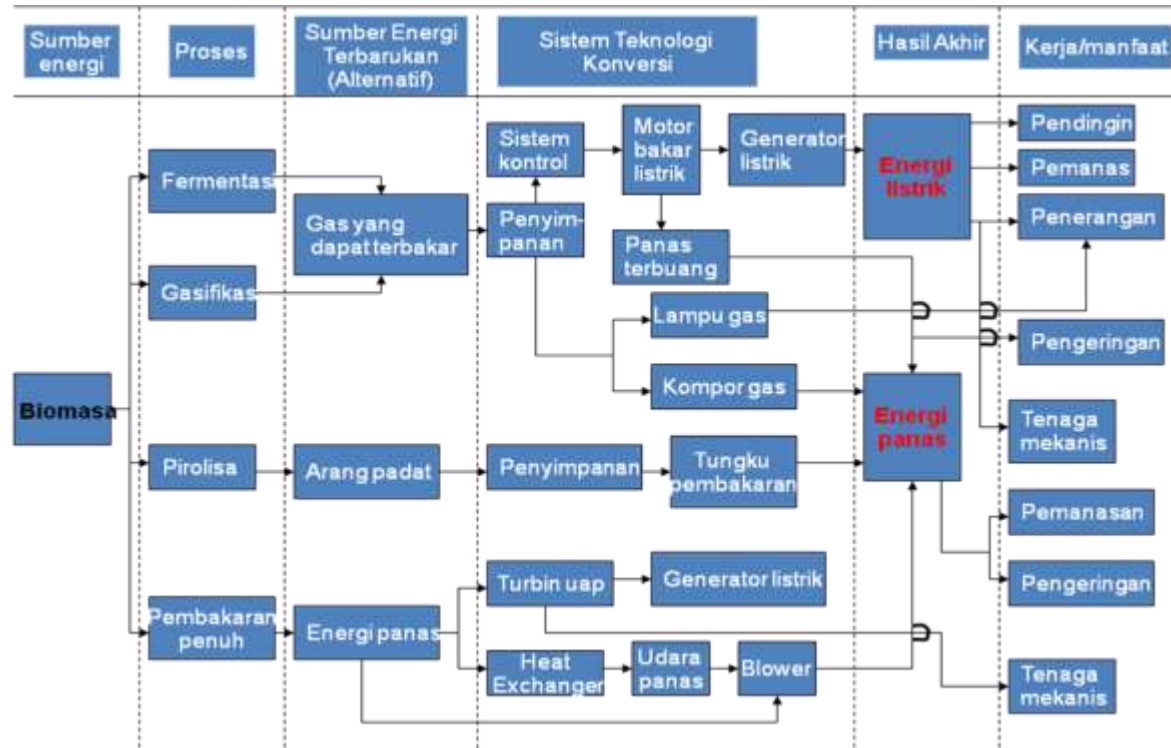 Sumber
energi
Proses
Sumber Energi
Terbarukan
(Alternatif)
Sistem Teknologi
Konversi
Hasil Akhir
Kerja/manfaat
Biomasa
Fermentasi
Gasifikas
Pirolisa
Pembakaran
penuh
Gas yang
dapat terbakar
Arang padat
Energi panas
Sistem
kontrol
Motor
bakar
listrik
Generator
listrik
Penyim-
panan
Panas
terbuang
Lampu gas
Kompor gas
Penyimpanan
Tungku
pembakaran
Turbin uap
Generator listrik
Heat
Exchanger
Udara
panas
Blower
Energi
listrik
Energi
panas
Pendingin
Pemanas
Penerangan
Pengeringan
Tenaga
mekanis
Pemanasan
Pengeringan
Tenaga
mekanis